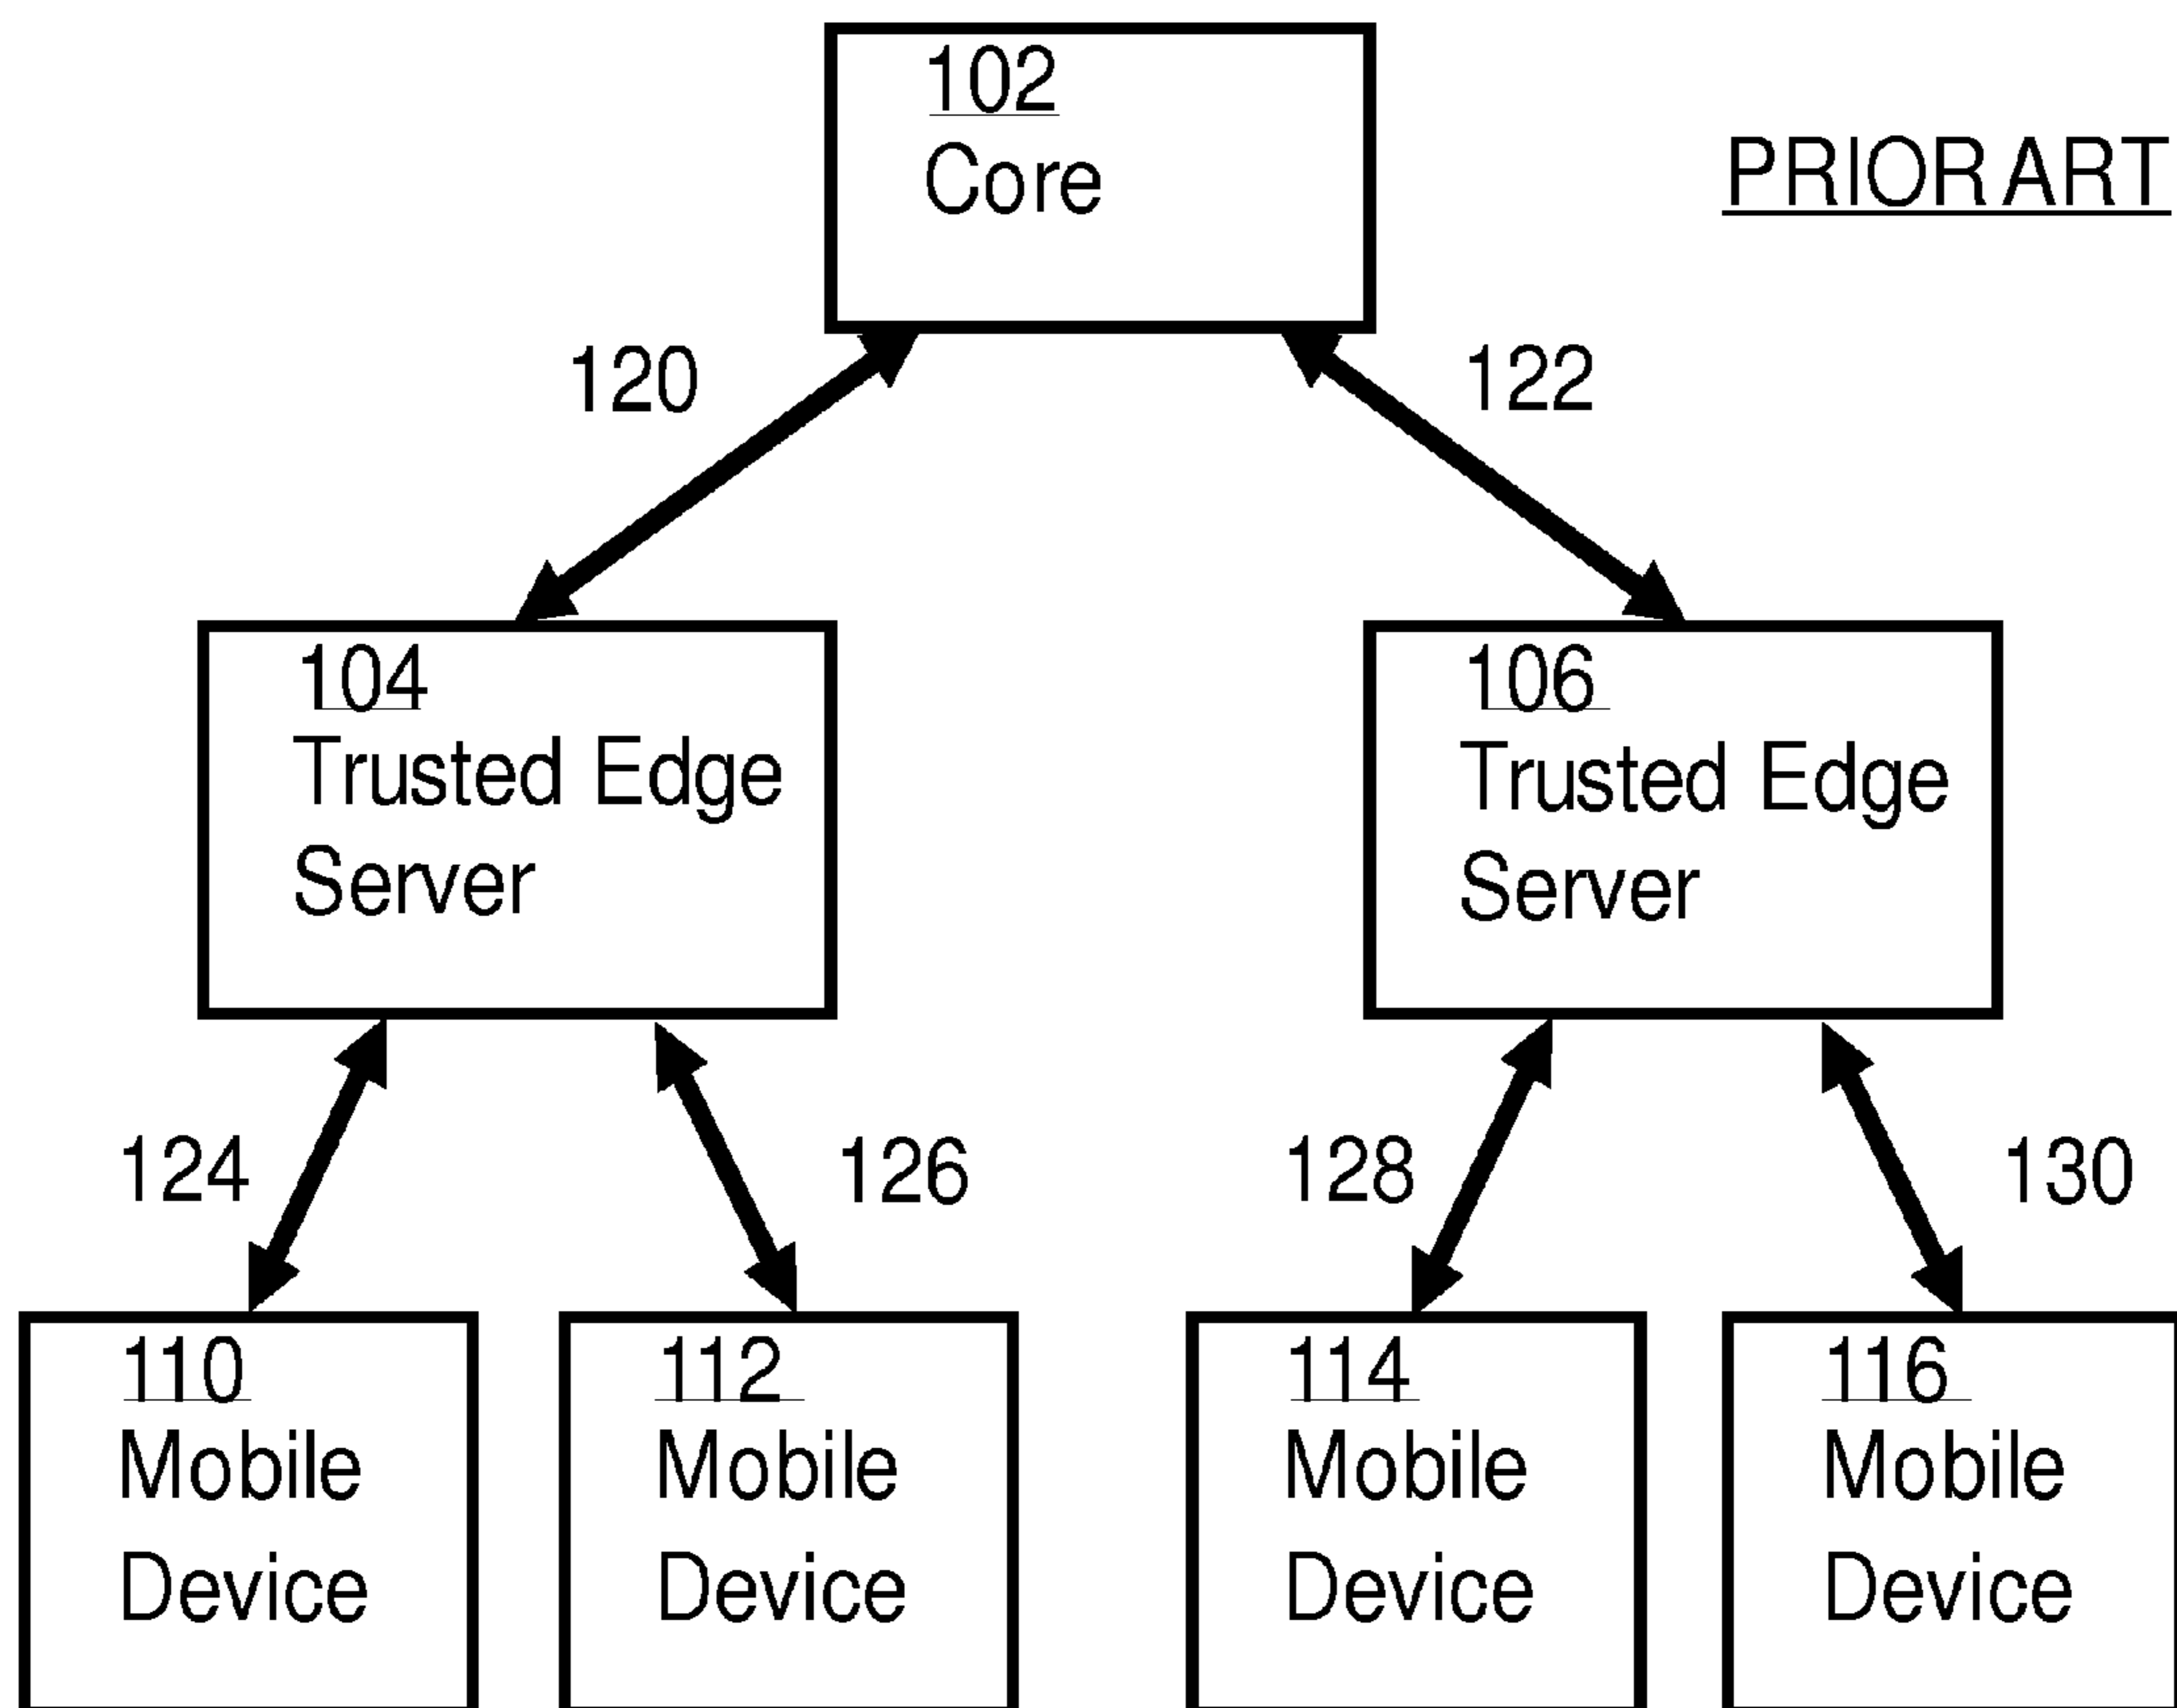 102
Core
PRIOR ART
120
122
104
Trusted Edge
Server
106
Trusted Edge
Server
124
126
128
130
110
Mobile
Device
112
Mobile
Device
114
Mobile
Device
116
Mobile
Device